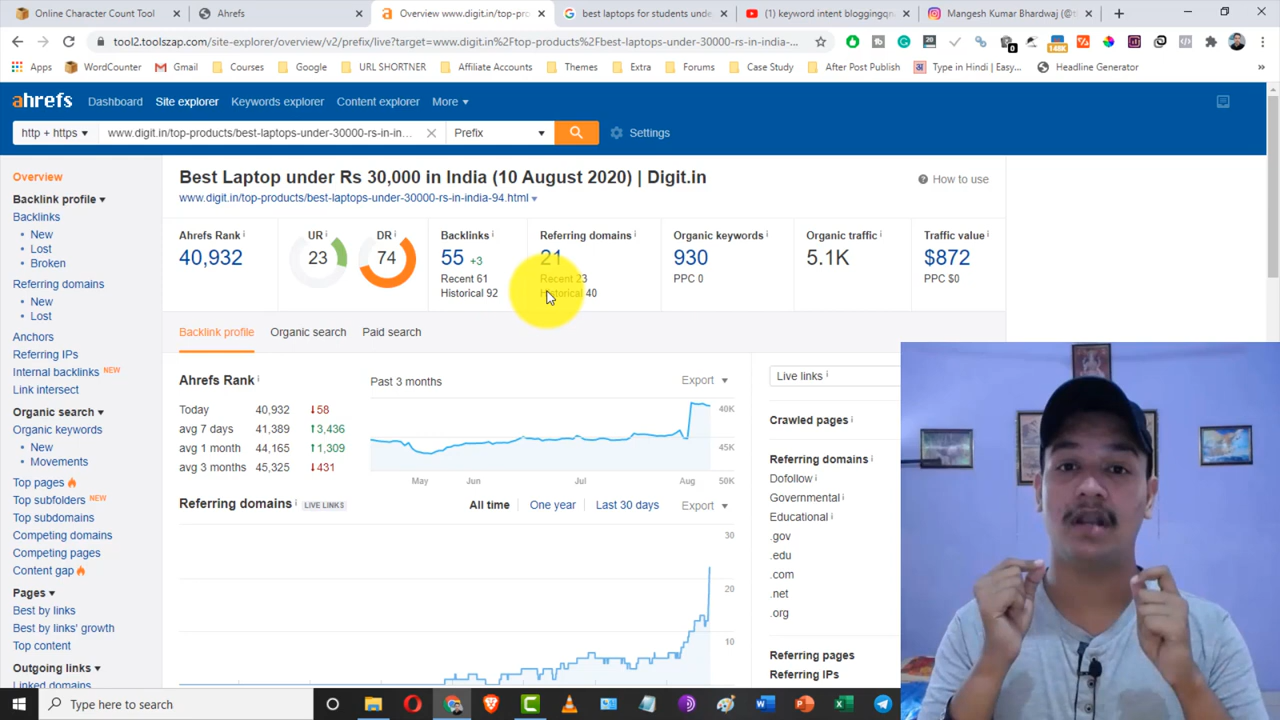 Online Character Count Tool
Ahrefs
Overview www.digit.in/top-pro
best laptops for students under
(1) keyword intent bloggingqna
Mangesh Kumar Bhardwaj (@t
tool2.toolszap.com/site-explorer/overview/v2/prefix/live?target=www.digit.in%2Ftop-products%2Fbest-laptops-under-30000-rs-in-india-...
Apps
WordCounter
Gmail
Courses
Google
URL SHORTNER
Affiliate Accounts
Themes
Extra
Forums
Case Study
After Post Publish
Type in Hindi | Easy...
Headline Generator
ahrefs
Dashboard
Site explorer
Keywords explorer
Content explorer
More
http + https
www.digit.in/top-products/best-laptops-under-30000-rs-in-in...
Prefix
Settings
Overview
Backlink profile
Backlinks
New
Lost
Broken
Referring domains
New
Lost
Anchors
Referring IPs
Internal backlinks NEW
Link intersect
Organic search
Organic keywords
New
Movements
Top pages
Top subfolders NEW
Top subdomains
Competing domains
Competing pages
Content gap
Pages
Best by links
Best by links' growth
Top content
Outgoing links
Linked domains
Best Laptop under Rs 30,000 in India (10 August 2020) | Digit.in
How to use
www.digit.in/top-products/best-laptops-under-30000-rs-in-india-94.html
Ahrefs Rank
40,932
UR
23
DR
74
Backlinks
55 +3
Recent 61
Historical 92
Referring domains
21
Recent 23
Historical 40
Organic keywords
930
PPC 0
Organic traffic
5.1K
Traffic value
$872
PPC $0
Backlink profile
Organic search
Paid search
Ahrefs Rank
Past 3 months
Export
Today 40,932 ↓58
avg 7 days 41,389 ↑3,436
avg 1 month 44,165 ↑1,309
avg 3 months 45,325 ↓431
40K
45K
50K
May Jun Jul Aug
Referring domains LIVE LINKS
All time
One year
Last 30 days
Export
30
20
10
Live links
Crawled pages
Referring domains
Dofollow
Governmental
Educational
.gov
.edu
.com
.net
.org
Referring pages
Referring IPs
Type here to search